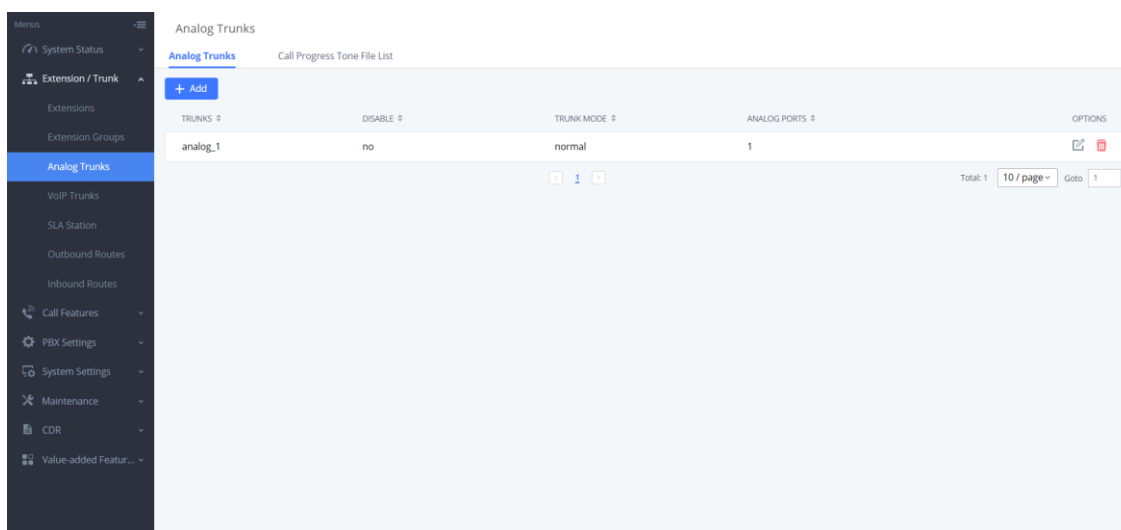 Menus
System Status
Extension / Trunk
Extensions
Extension Groups
Analog Trunks
VoIP Trunks
SLA Station
Outbound Routes
Inbound Routes
Call Features
PBX Settings
System Settings
Maintenance
CDR
Value-added Featur...
Analog Trunks
Analog Trunks Call Progress Tone File List
+ Add
TRUNKS DISABLE TRUNK MODE ANALOG PORTS OPTIONS
analog_1 no normal 1
1 Total: 1 10 / page Goto 1